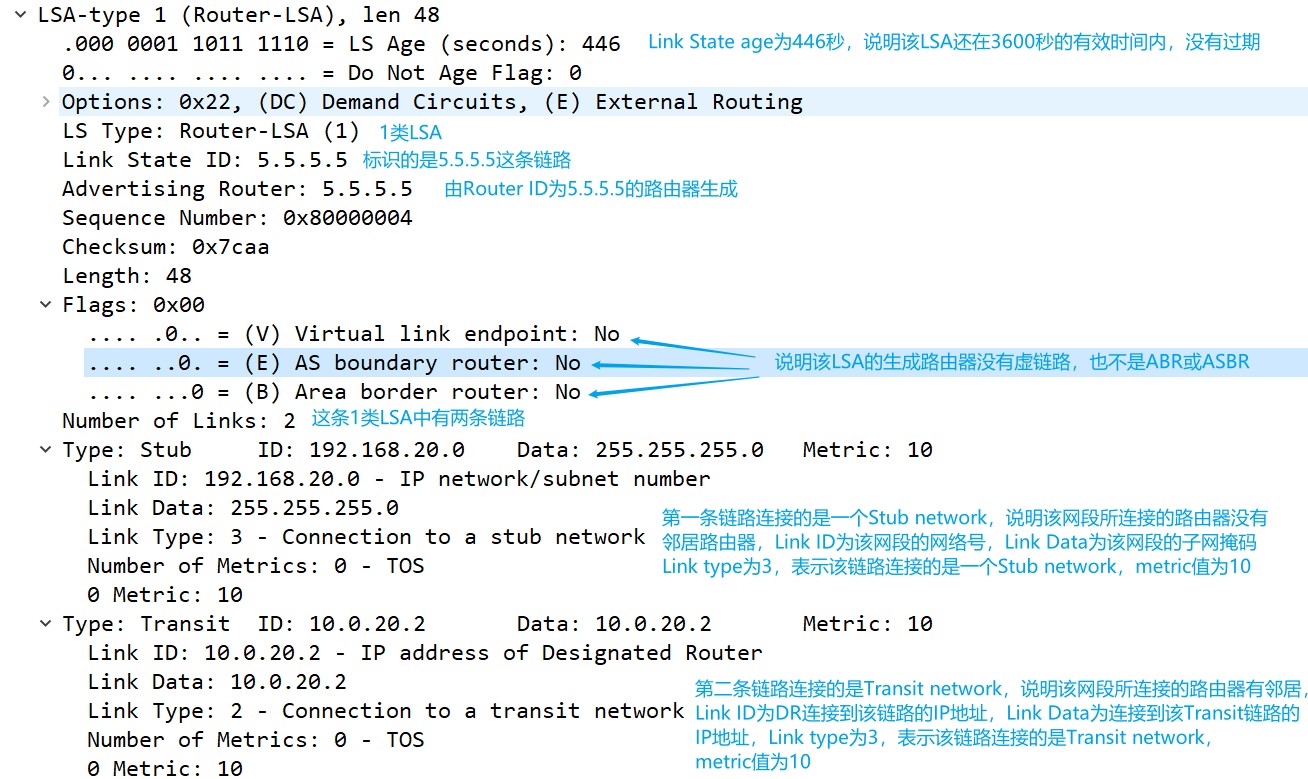 LSA-type 1 (Router-LSA), len 48
.000 0001 1011 1110 = LS Age (seconds): 446 Link State age为446秒，说明该LSA还在3600秒的有效时间内，没有过期
0... .... .... .... = Do Not Age Flag: 0
Options: 0x22, (DC) Demand Circuits, (E) External Routing
LS Type: Router-LSA (1) 1类LSA
Link State ID: 5.5.5.5 标识的是5.5.5.5这条链路
Advertising Router: 5.5.5.5 由Router ID为5.5.5.5的路由器生成
Sequence Number: 0x80000004
Checksum: 0x7caa
Length: 48
Flags: 0x00
.... .0.. = (V) Virtual link endpoint: No
.... ..0. = (E) AS boundary router: No 说明该LSA的生成路由器没有虚链路，也不是ABR或ASBR
.... ...0 = (B) Area border router: No
Number of Links: 2 这条1类LSA中有两条链路
Type: Stub ID: 192.168.20.0 Data: 255.255.255.0 Metric: 10
Link ID: 192.168.20.0 - IP network/subnet number
Link Data: 255.255.255.0
Link Type: 3 - Connection to a stub network
Number of Metrics: 0 - TOS
0 Metric: 10
第一条链路连接的是一个Stub network，说明该网段所连接的路由器没有
邻居路由器，Link ID为该网段的网络号，Link Data为该网段的子网掩码
Link type为3，表示该链路连接的是一个Stub network，metric值为10
Type: Transit ID: 10.0.20.2 Data: 10.0.20.2 Metric: 10
Link ID: 10.0.20.2 - IP address of Designated Router
Link Data: 10.0.20.2
Link Type: 2 - Connection to a transit network
Number of Metrics: 0 - TOS
0 Metric: 10
第二条链路连接的是Transit network，说明该网段所连接的路由器有邻居，
Link ID为DR连接到该链路的IP地址，Link Data为连接到该Transit链路的
IP地址，Link type为3，表示该链路连接的是Transit network，
metric值为10